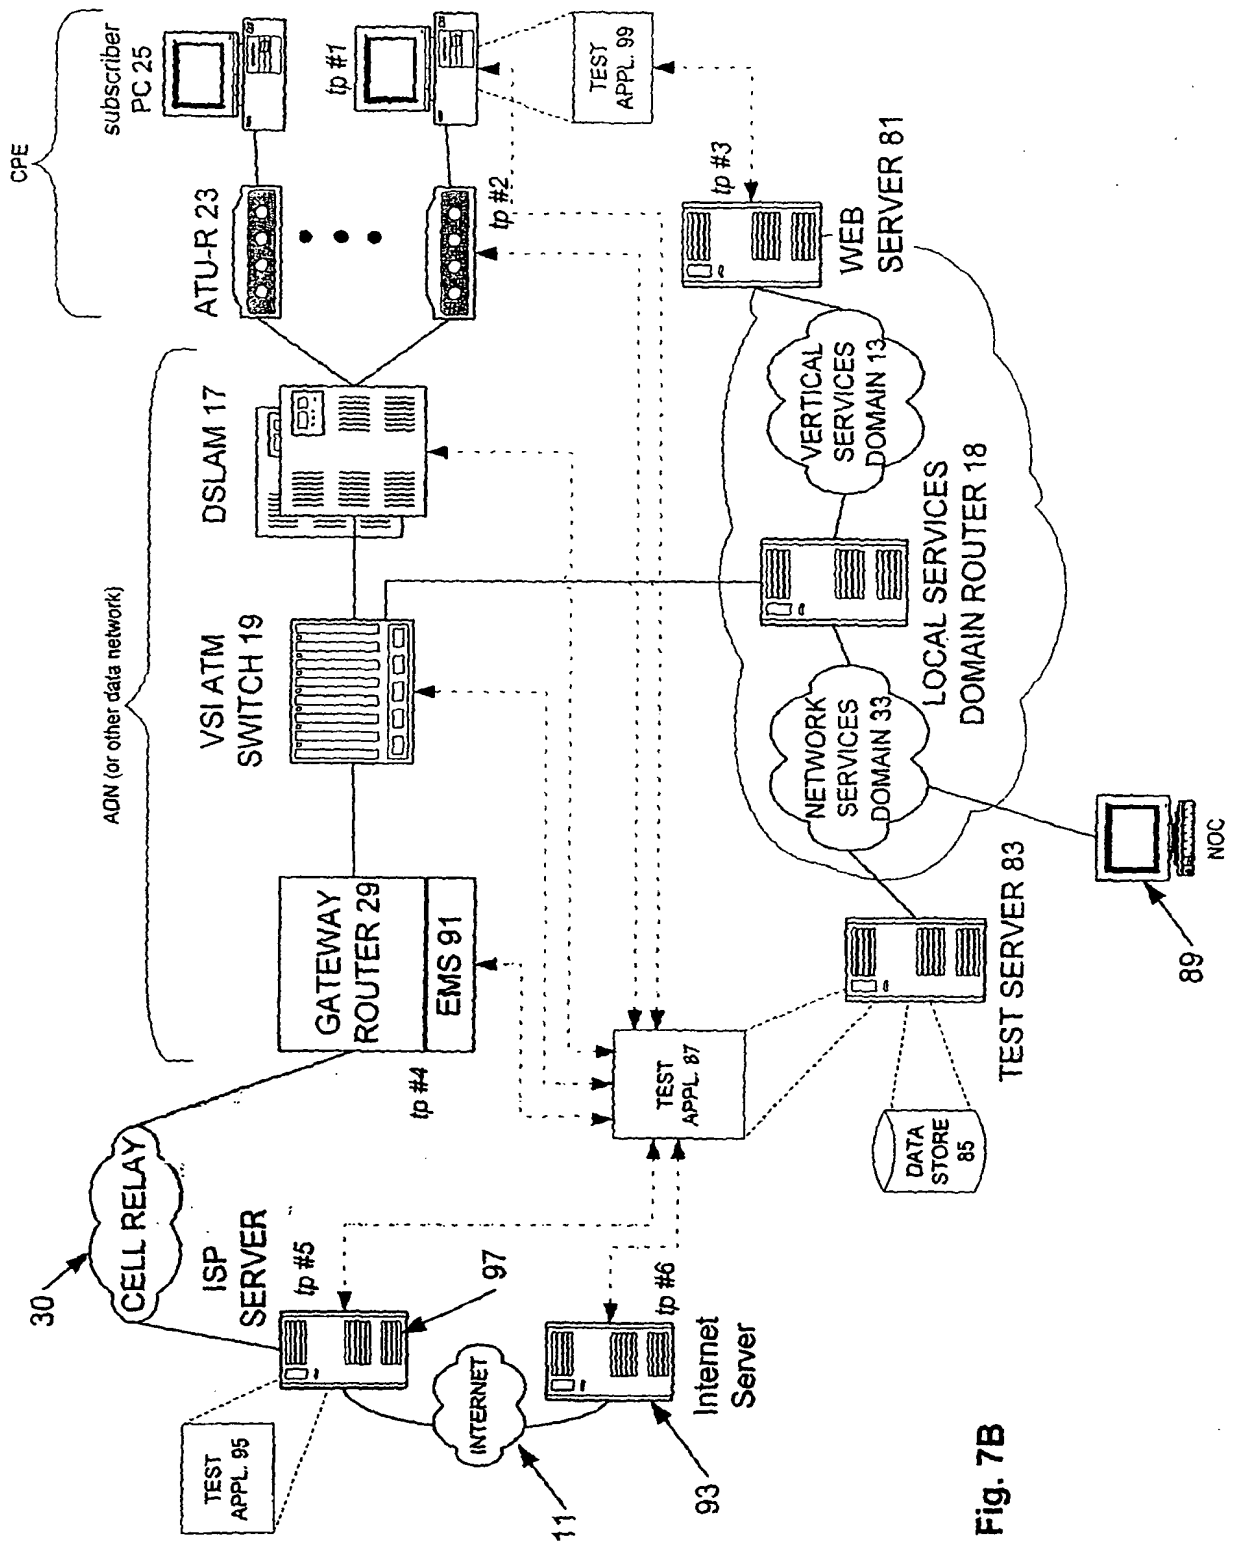 CPE
subscriber
PC 25
tp #1
TEST
APPL. 99
ATU-R 23
tp #2
tp #3
WEB
SERVER 81
ADN (or other data network)
DSLAM 17
VSI ATM
SWITCH 19
GATEWAY
ROUTER 29
EMS 91
tp #4
VERTICAL
SERVICES
DOMAIN 13
LOCAL SERVICES
DOMAIN ROUTER 18
NETWORK
SERVICES
DOMAIN 33
NOC
89
TEST SERVER 83
DATA
STORE
85
TEST
APPL. 87
30
CELL RELAY
ISP
SERVER
tp #5
97
TEST
APPL. 95
INTERNET
11
tp #6
Internet
Server
93
Fig. 7B